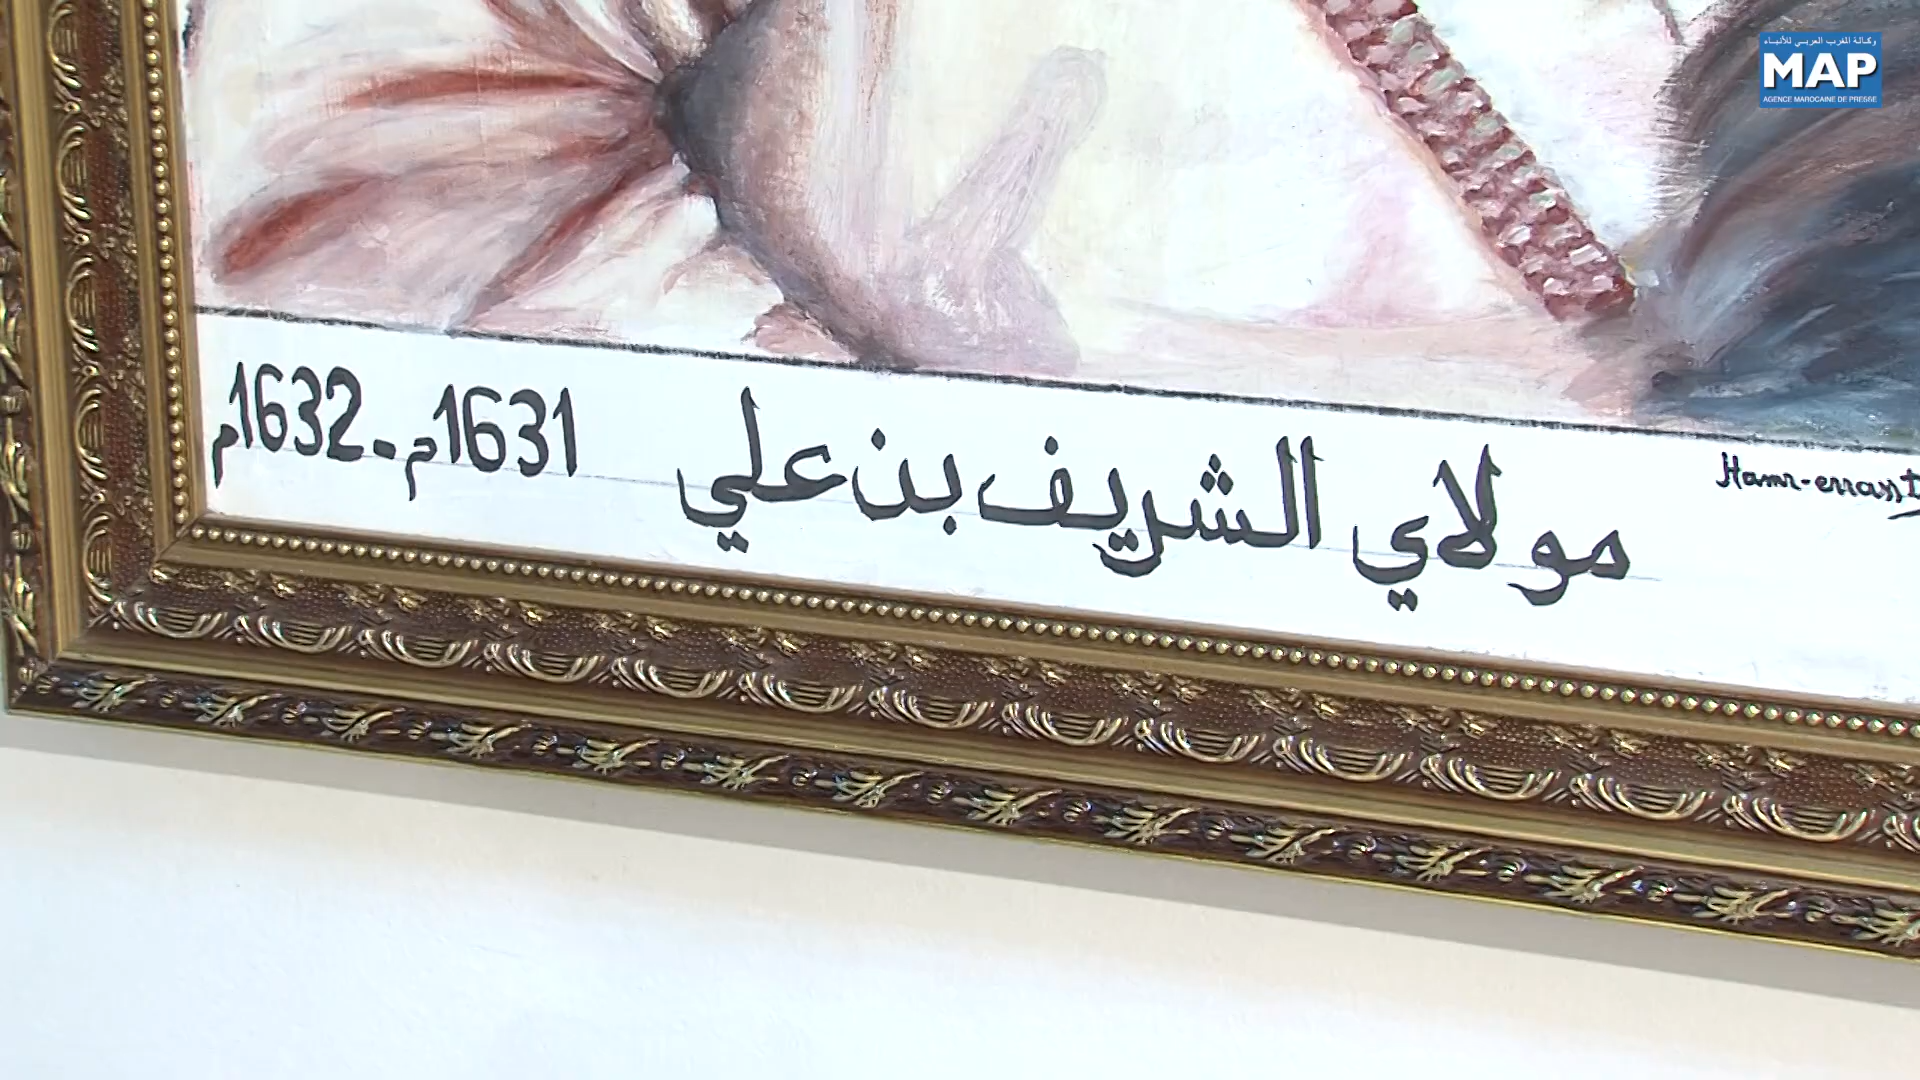 وكالة المغرب العربي للأنباء
MAP
AGENCE MAROCAINE DE PRESSE
مولاي الشريف بن علي 1631م-1632م